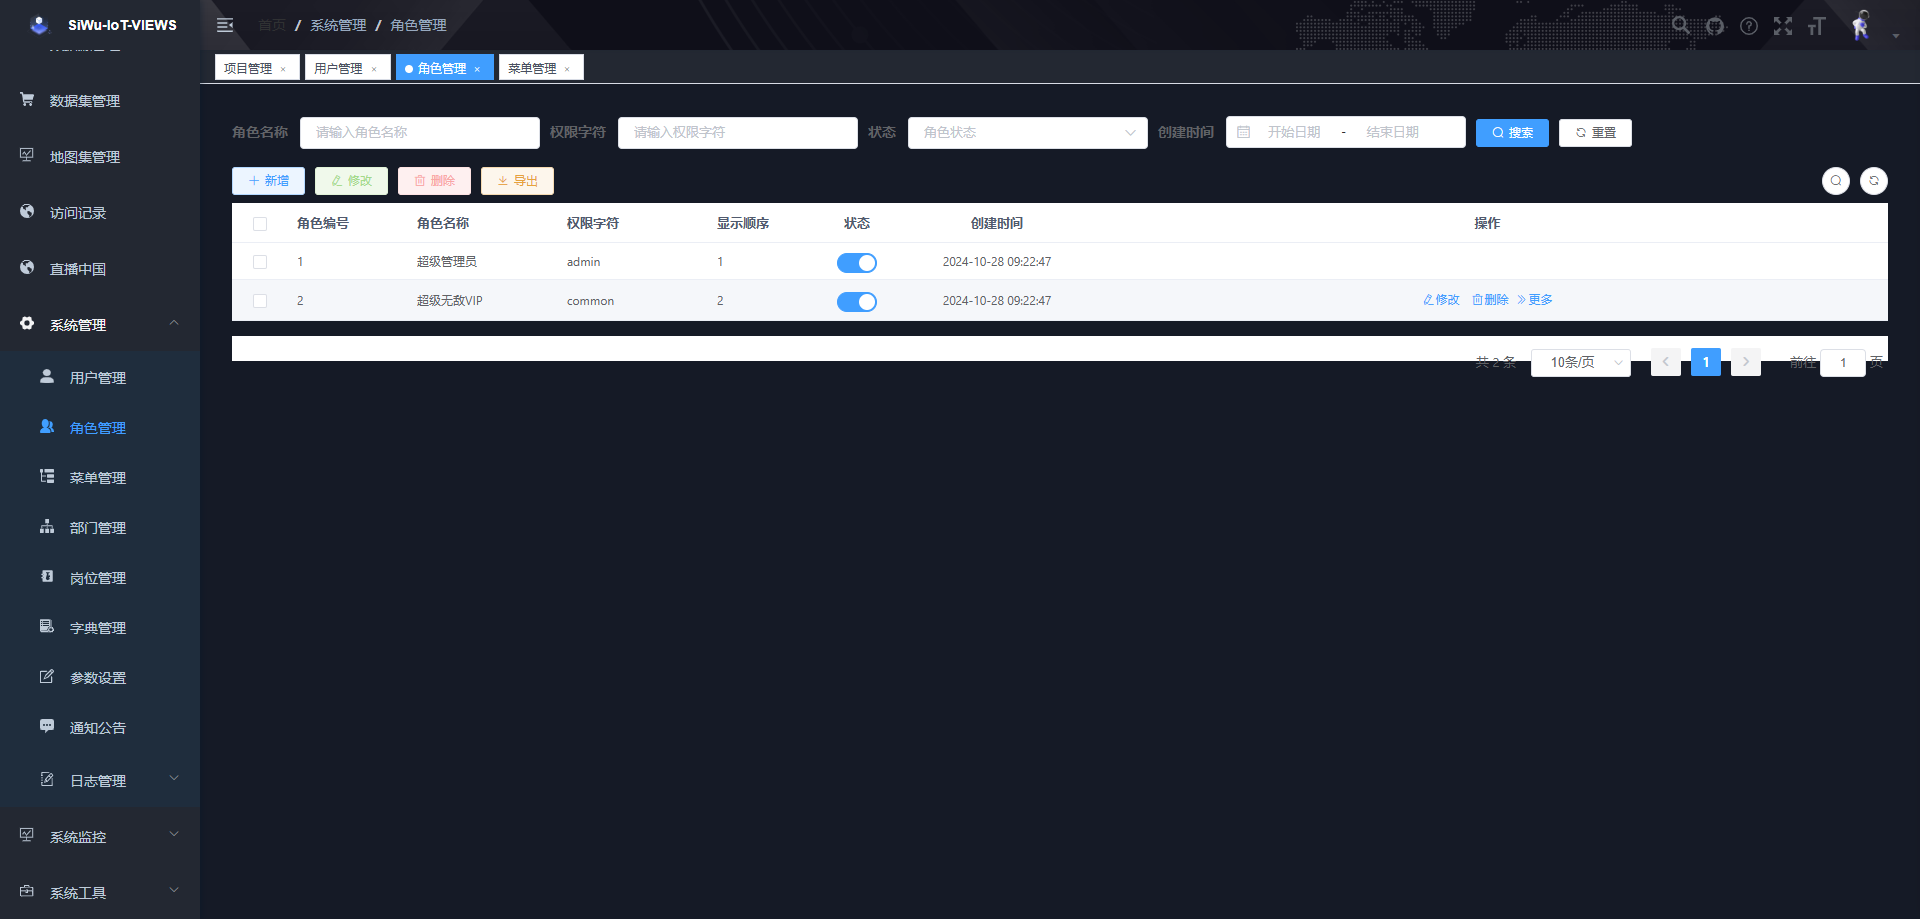 SiWu-IoT-VIEWS
首页 / 系统管理 / 角色管理
项目管理 ×
用户管理 ×
角色管理 ×
菜单管理 ×
数据集管理
地图集管理
访问记录
直播中国
系统管理
用户管理
角色管理
菜单管理
部门管理
岗位管理
字典管理
参数设置
通知公告
日志管理
系统监控
系统工具
角色名称 请输入角色名称 权限字符 请输入权限字符 状态 角色状态 创建时间 开始日期 - 结束日期 搜索 重置
新增 修改 删除 导出
角色编号 角色名称 权限字符 显示顺序 状态 创建时间 操作
1 超级管理员 admin 1 2024-10-28 09:22:47
2 超级无敌VIP common 2 2024-10-28 09:22:47 修改 删除 更多
共 2 条 10条/页 1 前往 1 页